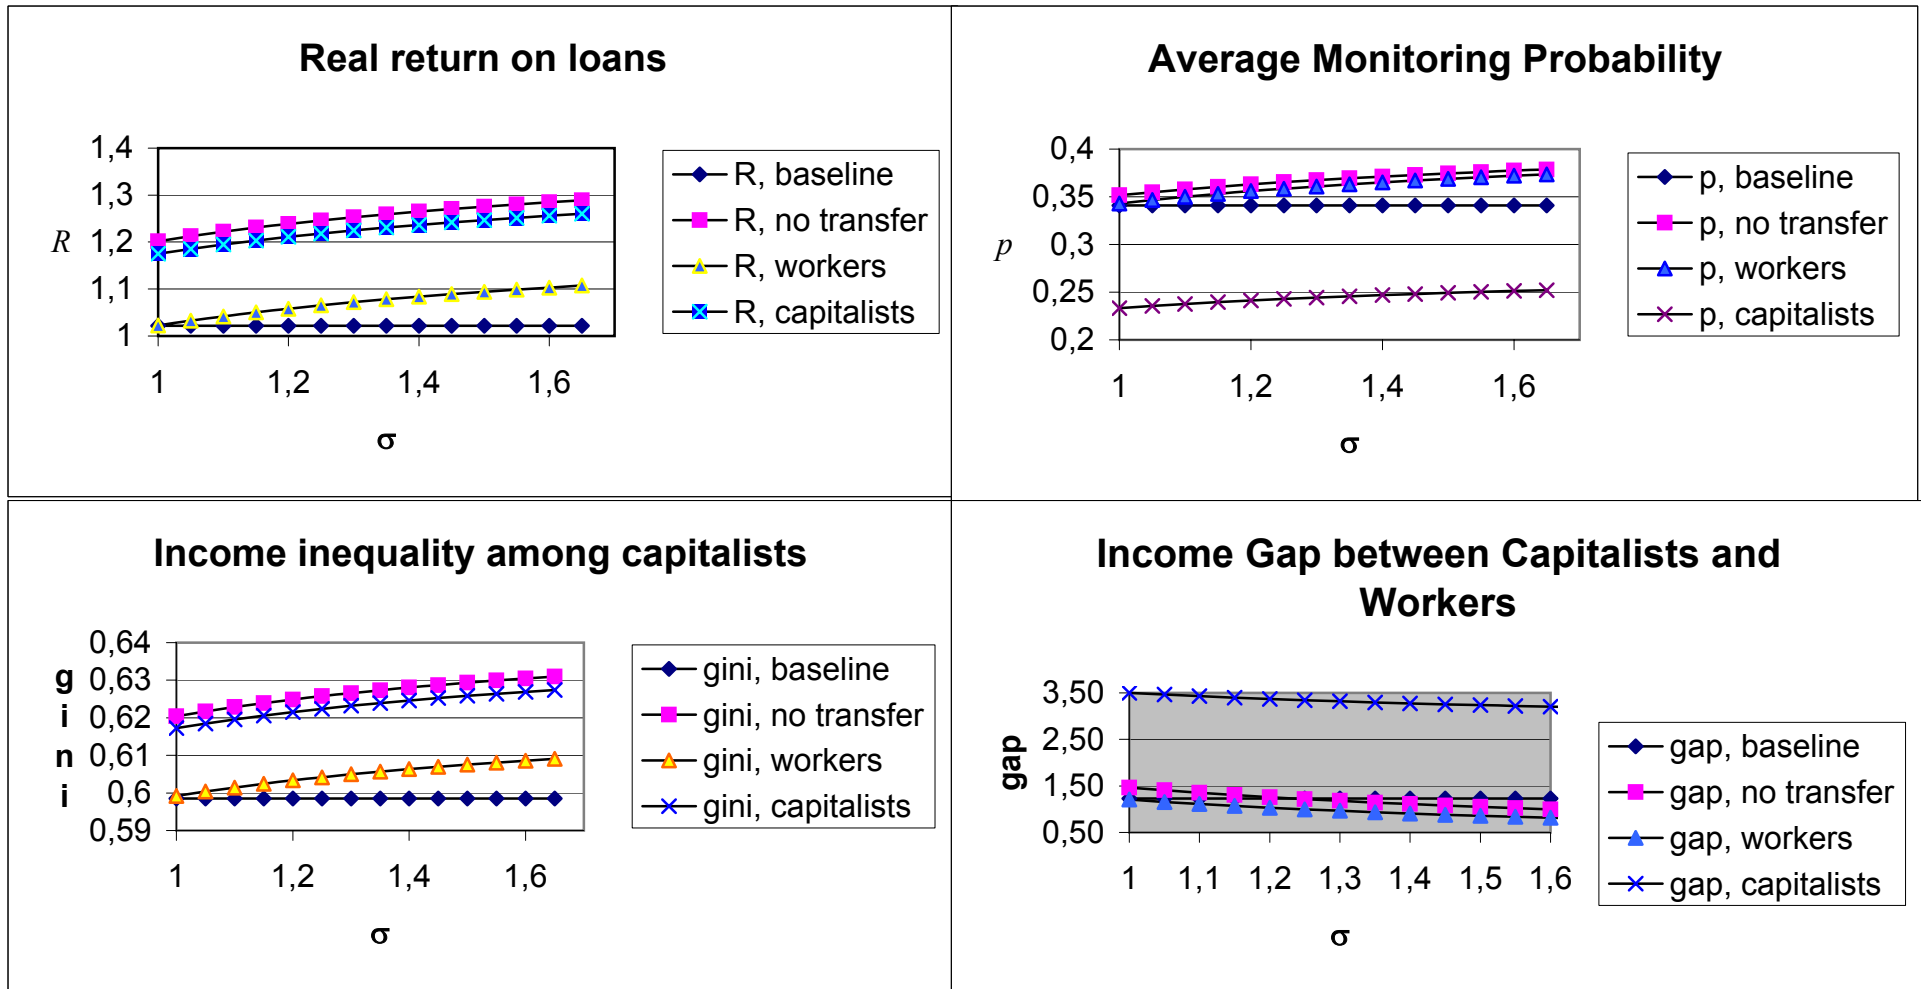 Real return on loans
1,4
1,3
1,2
1,1
1
R
1
1,2
1,4
1,6
σ
R, baseline
R, no transfer
R, workers
R, capitalists
Average Monitoring Probability
0,4
0,35
0,3
0,25
0,2
p
1
1,2
1,4
1,6
σ
p, baseline
p, no transfer
p, workers
p, capitalists
Income inequality among capitalists
0,64
0,63
0,62
0,61
0,6
0,59
gini
1
1,2
1,4
1,6
σ
gini, baseline
gini, no transfer
gini, workers
gini, capitalists
Income Gap between Capitalists and
Workers
3,50
2,50
1,50
0,50
gap
1
1,1
1,2
1,3
1,4
1,5
1,6
σ
gap, baseline
gap, no transfer
gap, workers
gap, capitalists